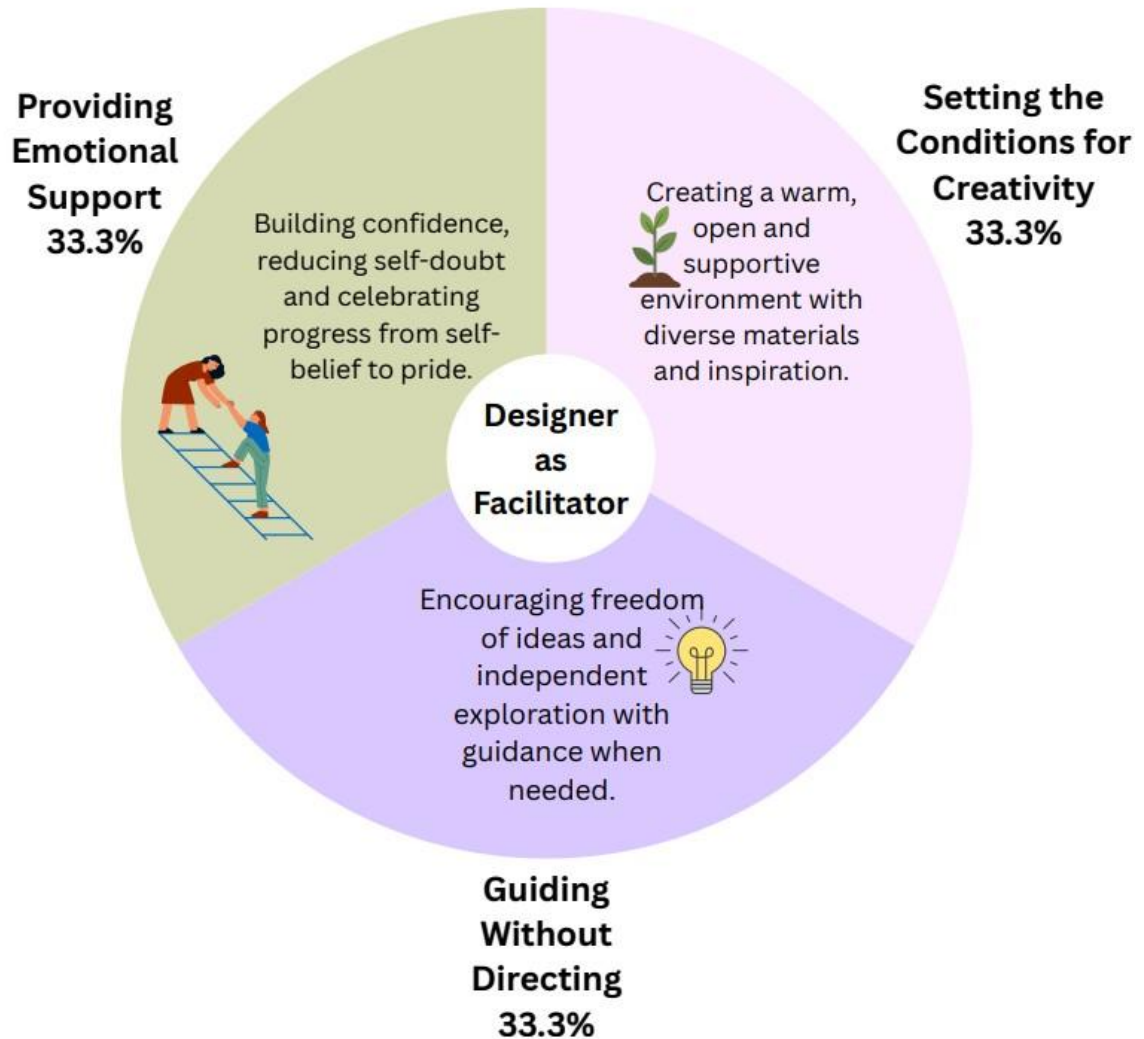 Providing
Emotional
Support
33.3%
Building confidence,
reducing self-doubt
and celebrating
progress from self-
belief to pride.
Setting the
Conditions for
Creativity
33.3%
Creating a warm,
open and
supportive
environment with
diverse materials
and inspiration.
Designer
as
Facilitator
Encouraging freedom
of ideas and
independent
exploration with
guidance when
needed.
Guiding
Without
Directing
33.3%